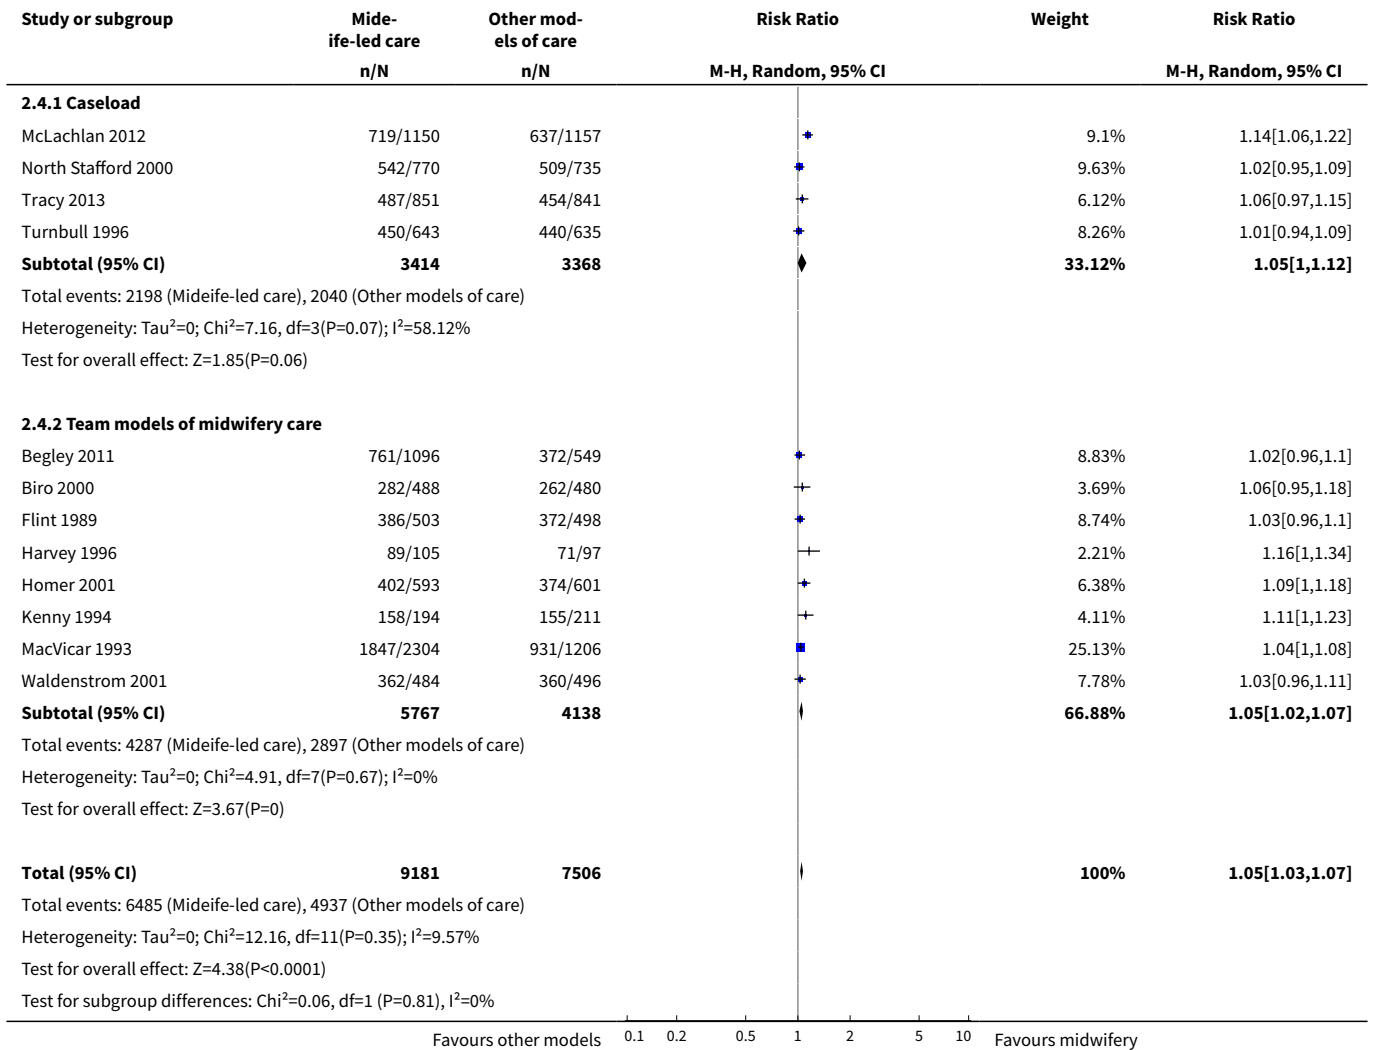 Study or subgroup Mide- Other mod- Risk Ratio Weight Risk Ratio
ife-led care els of care
n/N n/N M-H, Random, 95% CI M-H, Random, 95% CI
2.4.1 Caseload
McLachlan 2012 719/1150 637/1157 9.1% 1.14[1.06,1.22]
North Stafford 2000 542/770 509/735 9.63% 1.02[0.95,1.09]
Tracy 2013 487/851 454/841 6.12% 1.06[0.97,1.15]
Turnbull 1996 450/643 440/635 8.26% 1.01[0.94,1.09]
Subtotal (95% CI) 3414 3368 33.12% 1.05[1,1.12]
Total events: 2198 (Mideife-led care), 2040 (Other models of care)
Heterogeneity: Tau²=0; Chi²=7.16, df=3(P=0.07); I²=58.12%
Test for overall effect: Z=1.85(P=0.06)
2.4.2 Team models of midwifery care
Begley 2011 761/1096 372/549 8.83% 1.02[0.96,1.1]
Biro 2000 282/488 262/480 3.69% 1.06[0.95,1.18]
Flint 1989 386/503 372/498 8.74% 1.03[0.96,1.1]
Harvey 1996 89/105 71/97 2.21% 1.16[1,1.34]
Homer 2001 402/593 374/601 6.38% 1.09[1,1.18]
Kenny 1994 158/194 155/211 4.11% 1.11[1,1.23]
MacVicar 1993 1847/2304 931/1206 25.13% 1.04[1,1.08]
Waldenstrom 2001 362/484 360/496 7.78% 1.03[0.96,1.11]
Subtotal (95% CI) 5767 4138 66.88% 1.05[1.02,1.07]
Total events: 4287 (Mideife-led care), 2897 (Other models of care)
Heterogeneity: Tau²=0; Chi²=4.91, df=7(P=0.67); I²=0%
Test for overall effect: Z=3.67(P=0)
Total (95% CI) 9181 7506 100% 1.05[1.03,1.07]
Total events: 6485 (Mideife-led care), 4937 (Other models of care)
Heterogeneity: Tau²=0; Chi²=12.16, df=11(P=0.35); I²=9.57%
Test for overall effect: Z=4.38(P<0.0001)
Test for subgroup differences: Chi²=0.06, df=1 (P=0.81), I²=0%
Favours other models 0.1 0.2 0.5 1 2 5 10 Favours midwifery